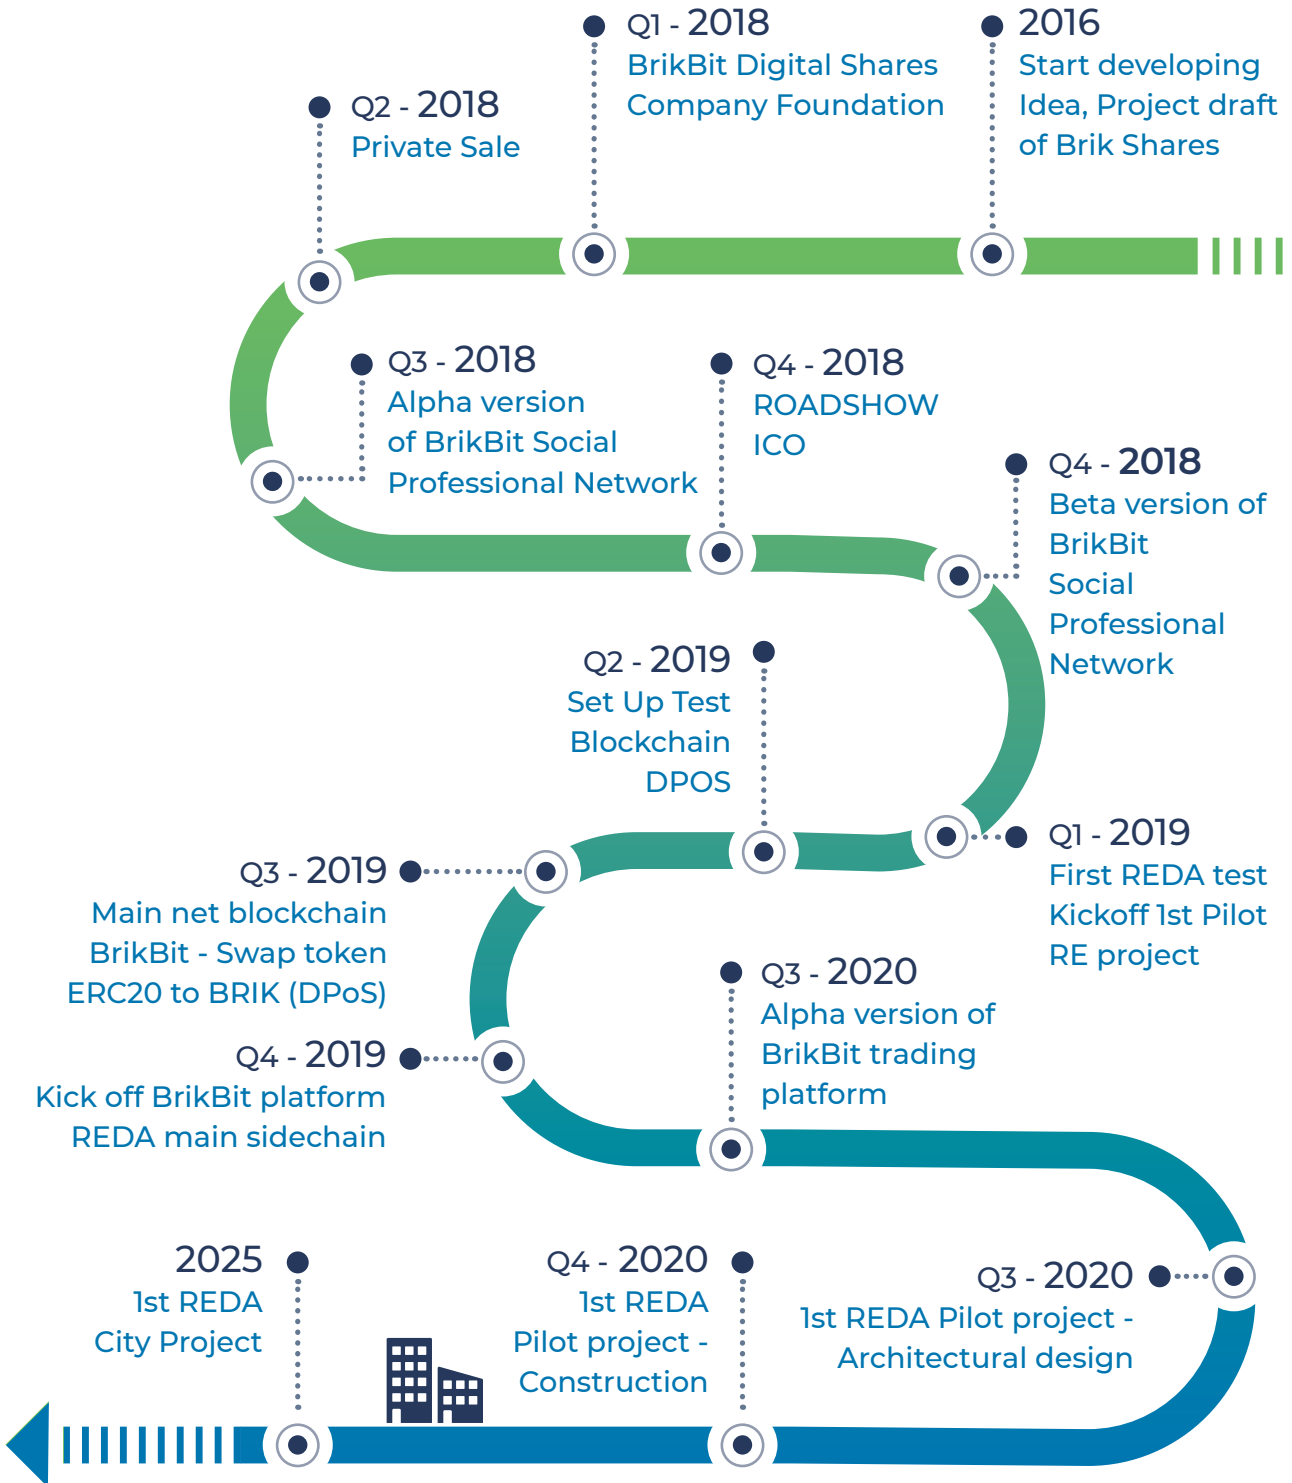 2016
Start developing
Idea, Project draft
of Brik Shares
Q1 - 2018
BrikBit Digital Shares
Company Foundation
Q2 - 2018
Private Sale
Q3 - 2018
Alpha version
of BrikBit Social
Professional Network
Q4 - 2018
ROADSHOW
ICO
Q4 - 2018
Beta version of
BrikBit
Social
Professional
Network
Q1 - 2019
First REDA test
Kickoff 1st Pilot
RE project
Q2 - 2019
Set Up Test
Blockchain
DPOS
Q3 - 2019
Main net blockchain
BrikBit - Swap token
ERC20 to BRIK (DPoS)
Q4 - 2019
Kick off BrikBit platform
REDA main sidechain
Q3 - 2020
Alpha version of
BrikBit trading
platform
Q3 - 2020
1st REDA Pilot project -
Architectural design
Q4 - 2020
1st REDA
Pilot project -
Construction
2025
1st REDA
City Project